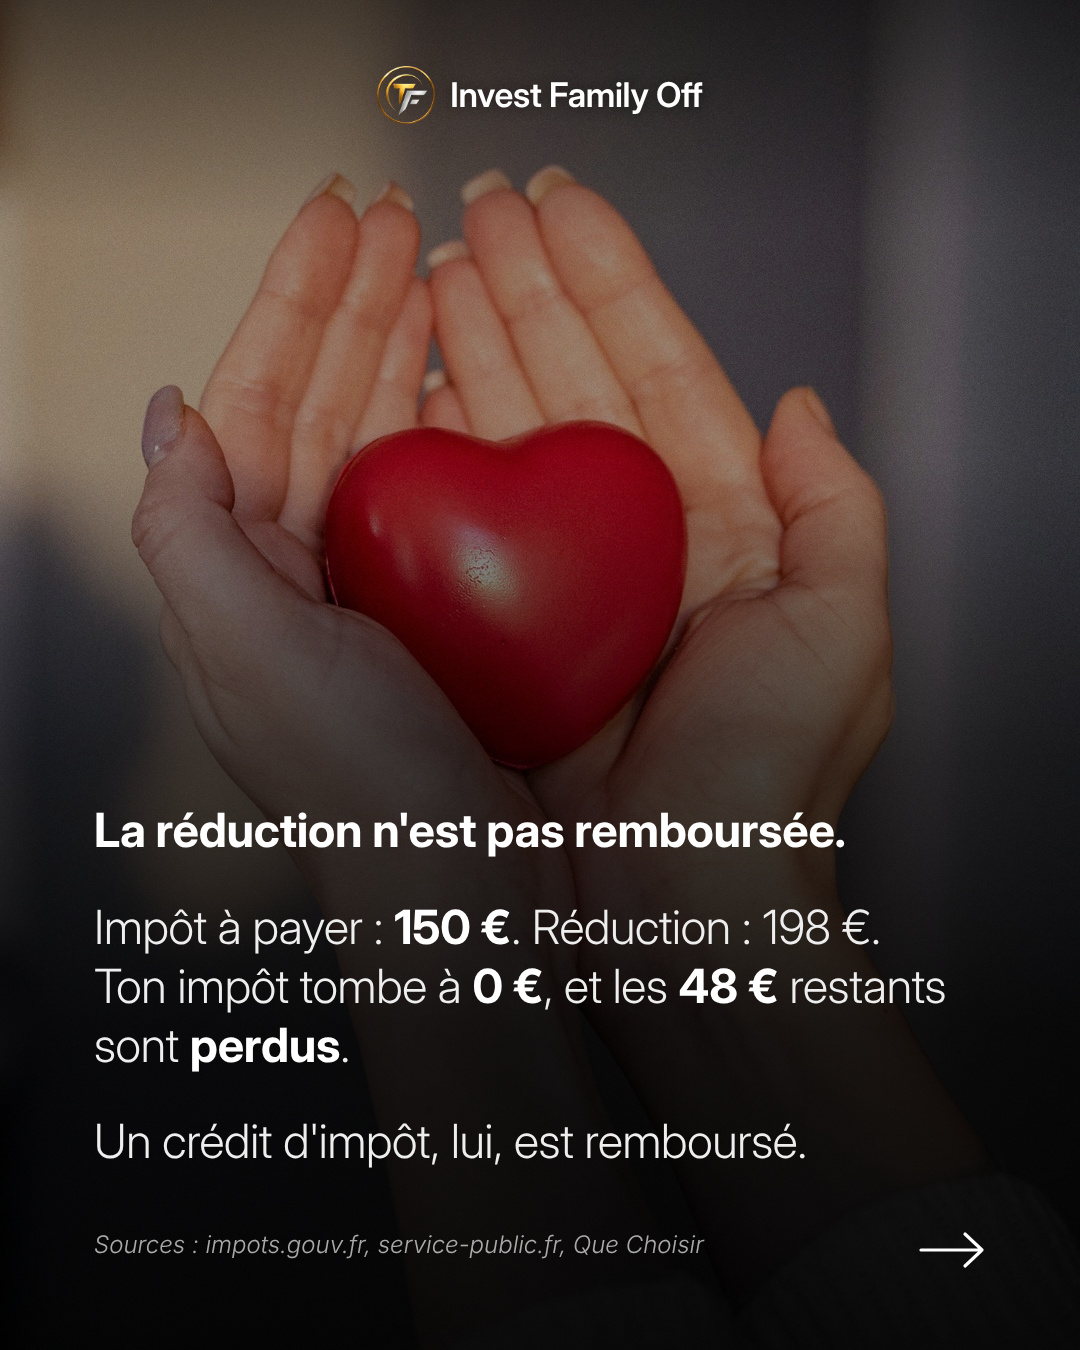 TF Invest Family Off
La réduction n'est pas remboursée.
Impôt à payer : 150 €. Réduction : 198 €.
Ton impôt tombe à 0 €, et les 48 € restants
sont perdus.
Un crédit d'impôt, lui, est remboursé.
Sources : impots.gouv.fr, service-public.fr, Que Choisir